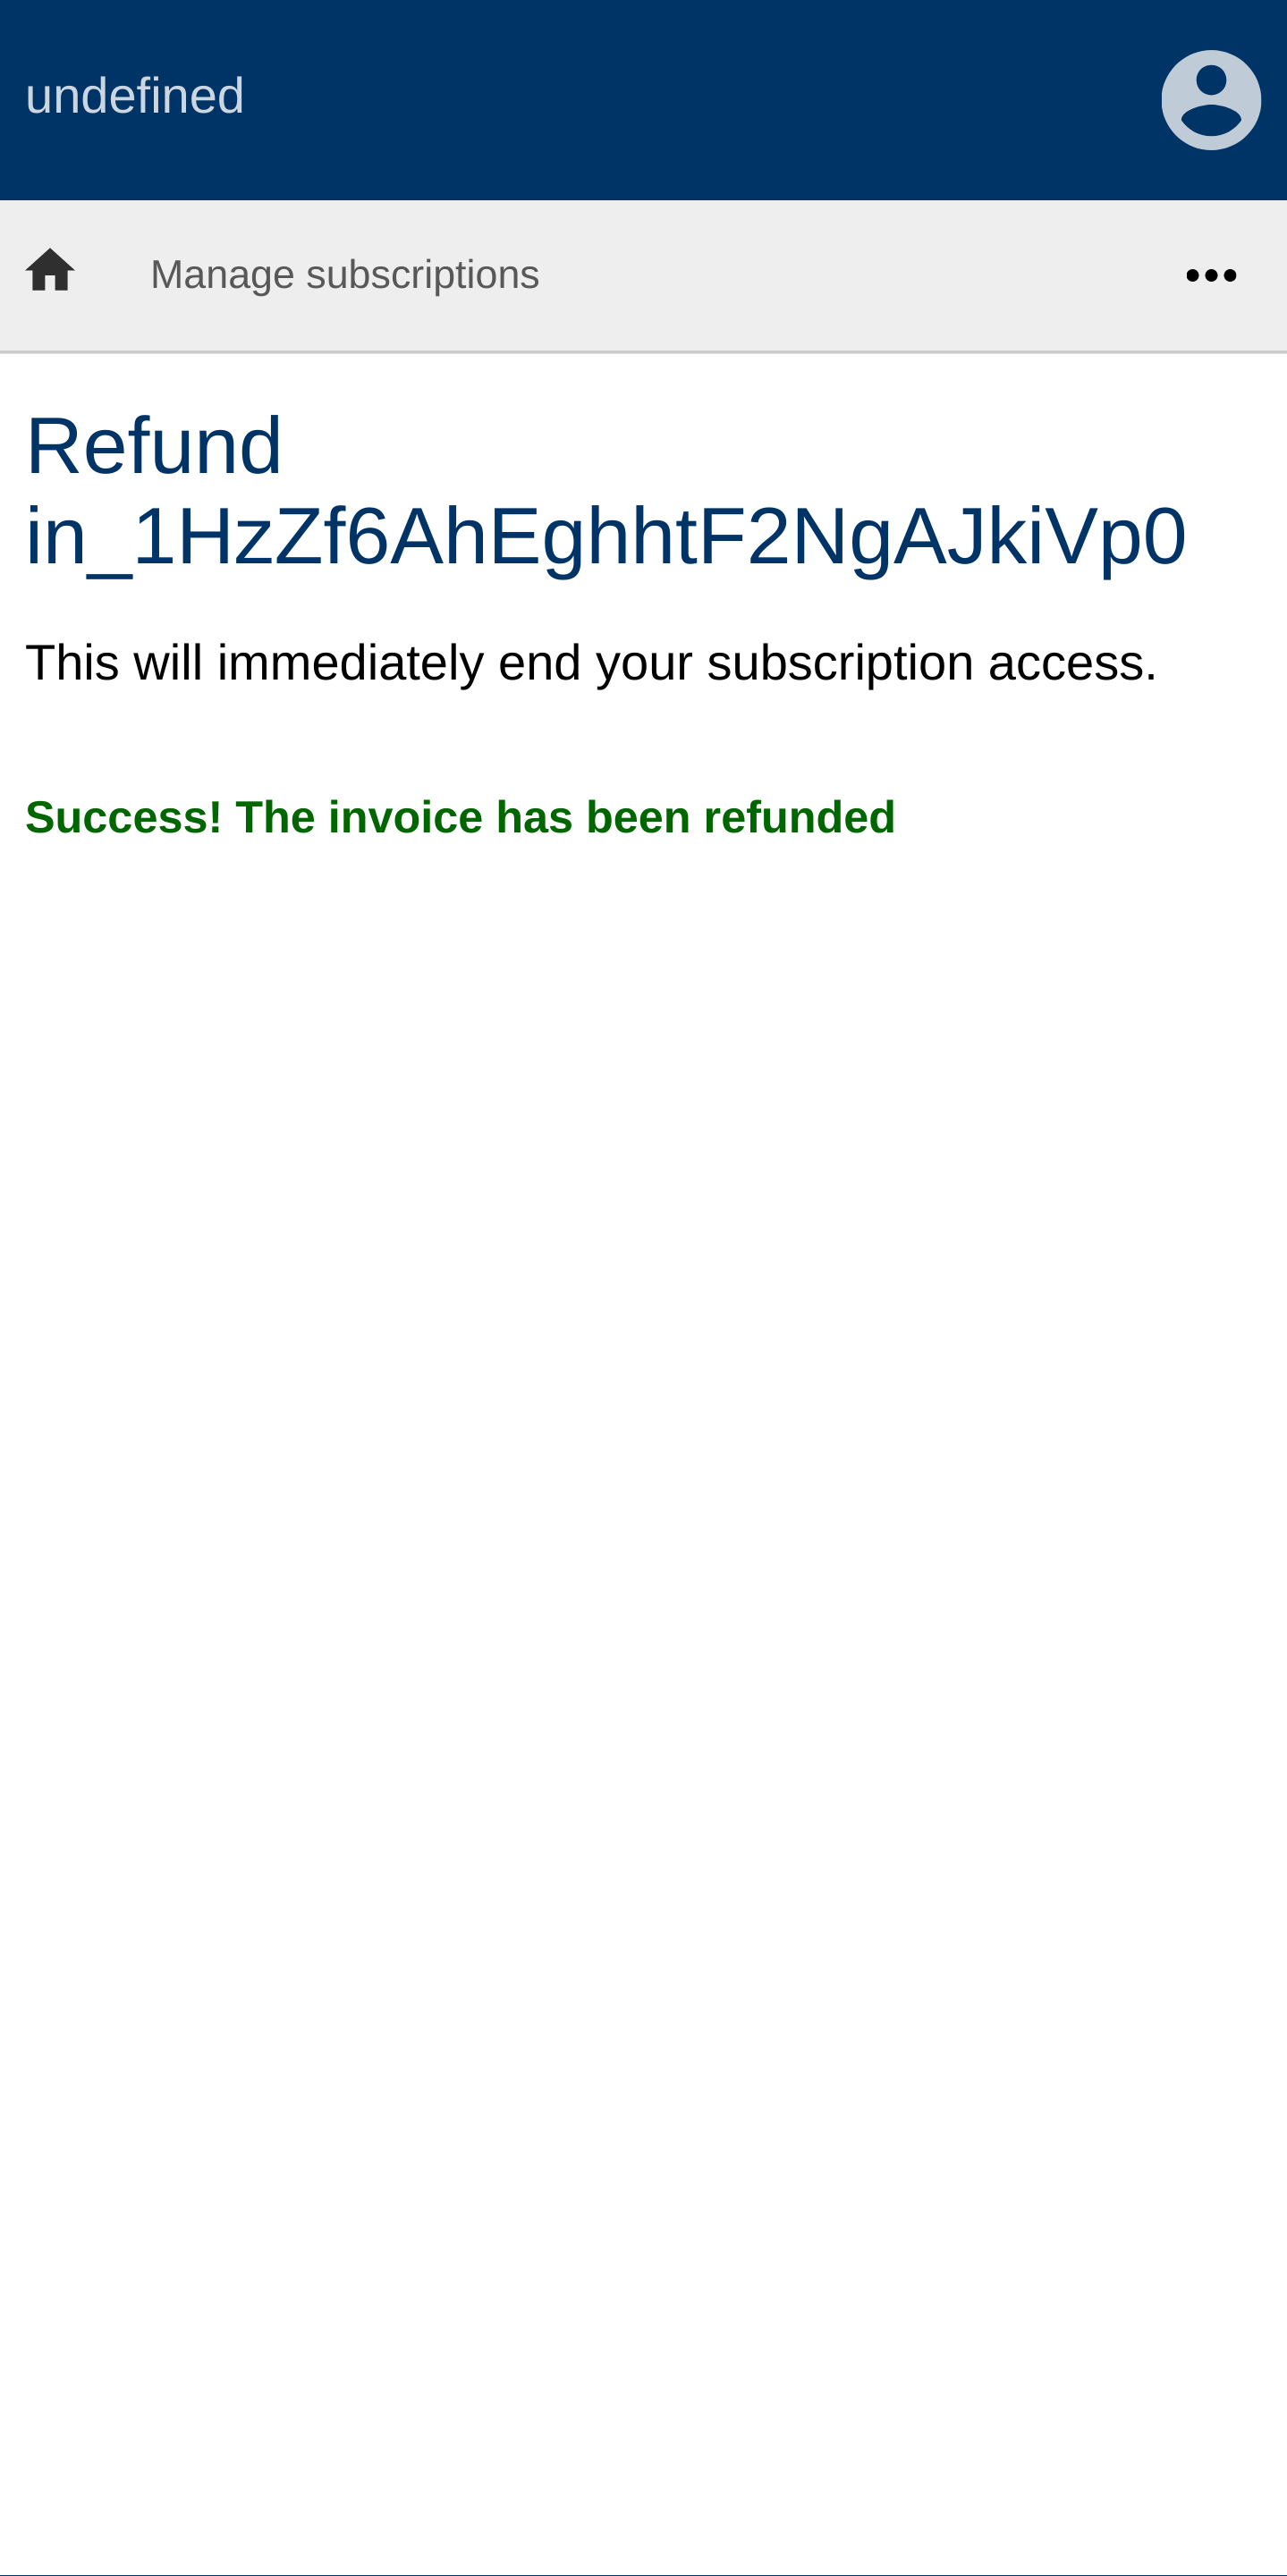 undefined
Manage subscriptions
Refund
in_1HzZf6AhEghhtF2NgAJkiVp0
This will immediately end your subscription access.
Success! The invoice has been refunded